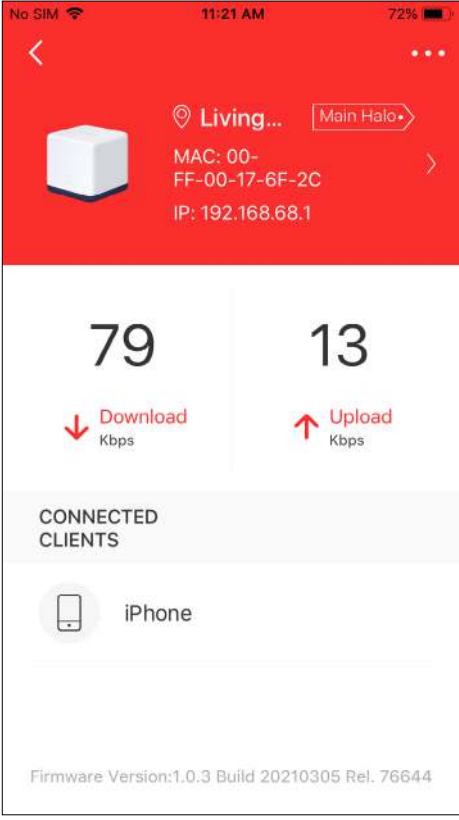 No SIM 11:21 AM 72%
Living... Main Halo
MAC: 00-
FF-00-17-6F-2C
IP: 192.168.68.1
79 13
Download Upload
Kbps Kbps
CONNECTED
CLIENTS
iPhone
Firmware Version:1.0.3 Build 20210305 Rel. 76644